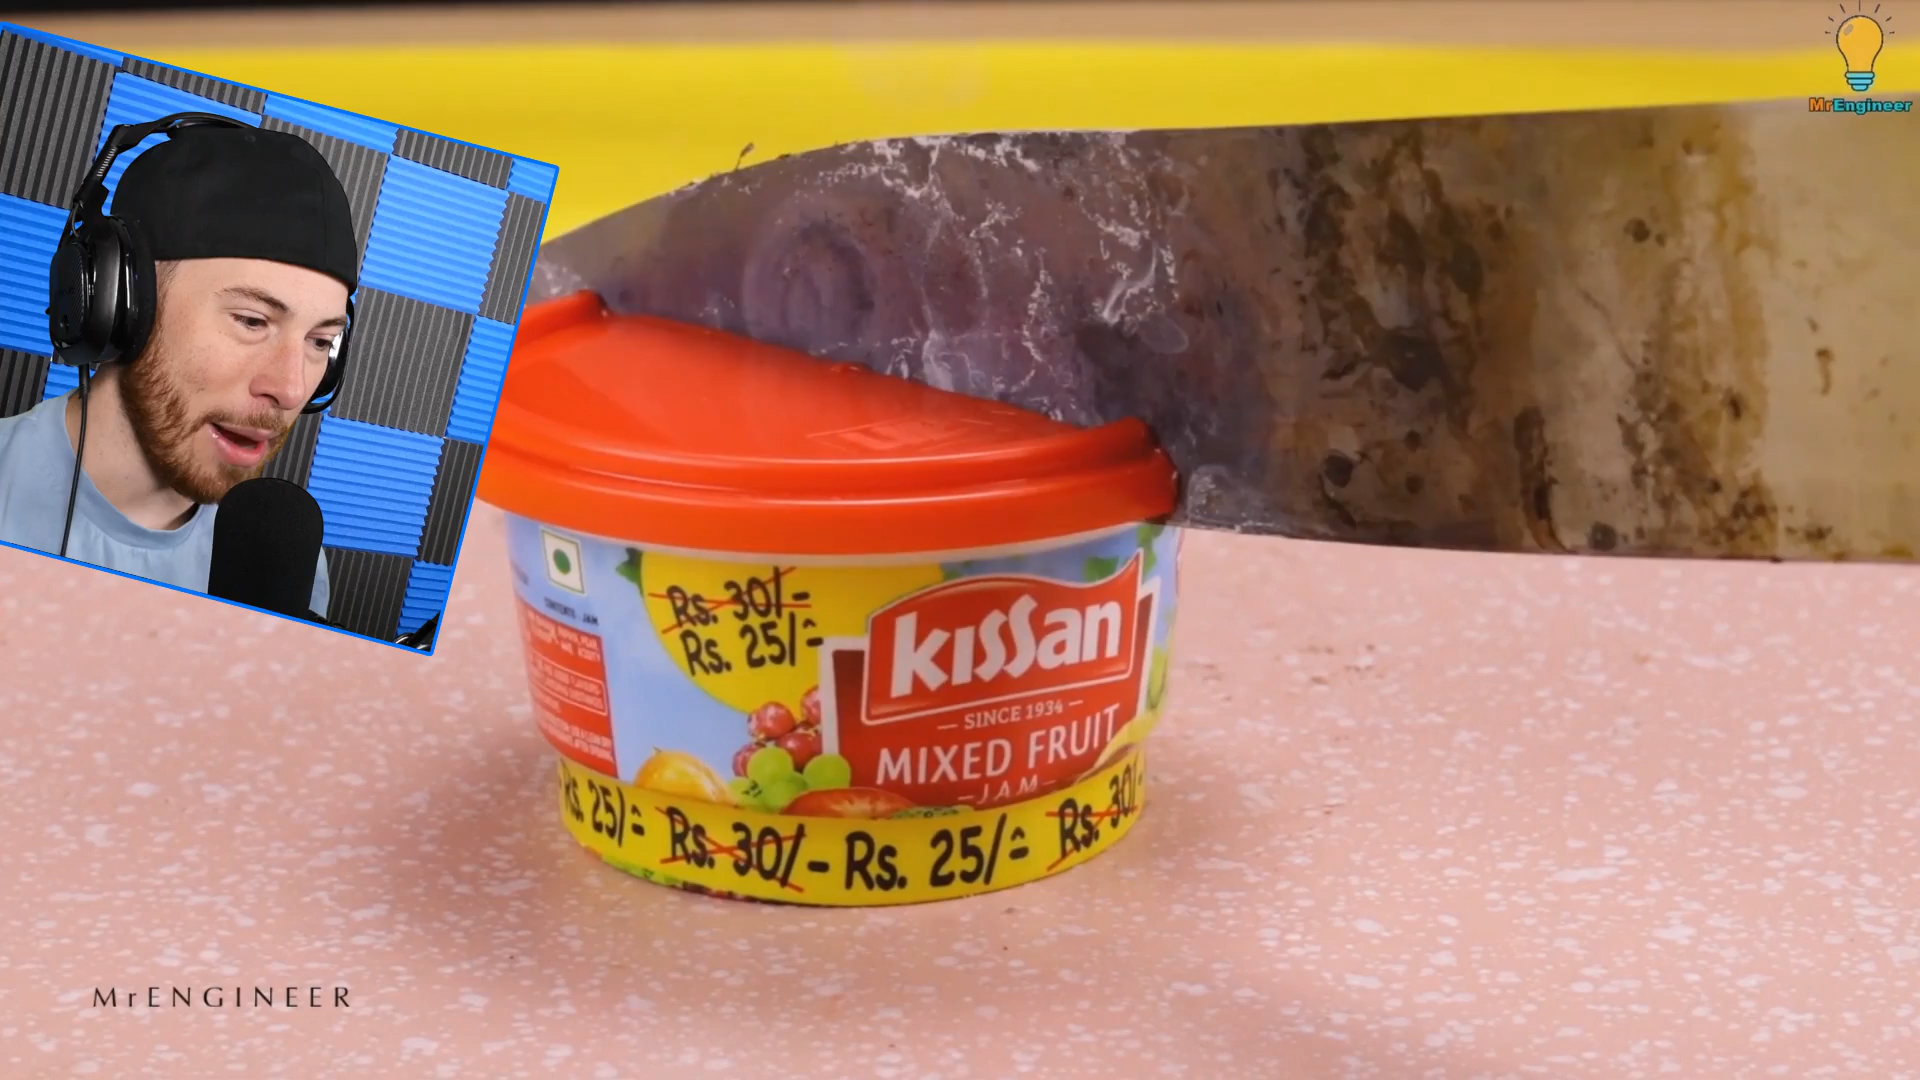 MrEngineer
Rs. 30/-
Rs. 25/-
kissan
SINCE 1934
MIXED FRUIT
JAM
Rs. 25/- Rs. 30/- Rs. 25/- Rs. 30/-
MrENGINEER